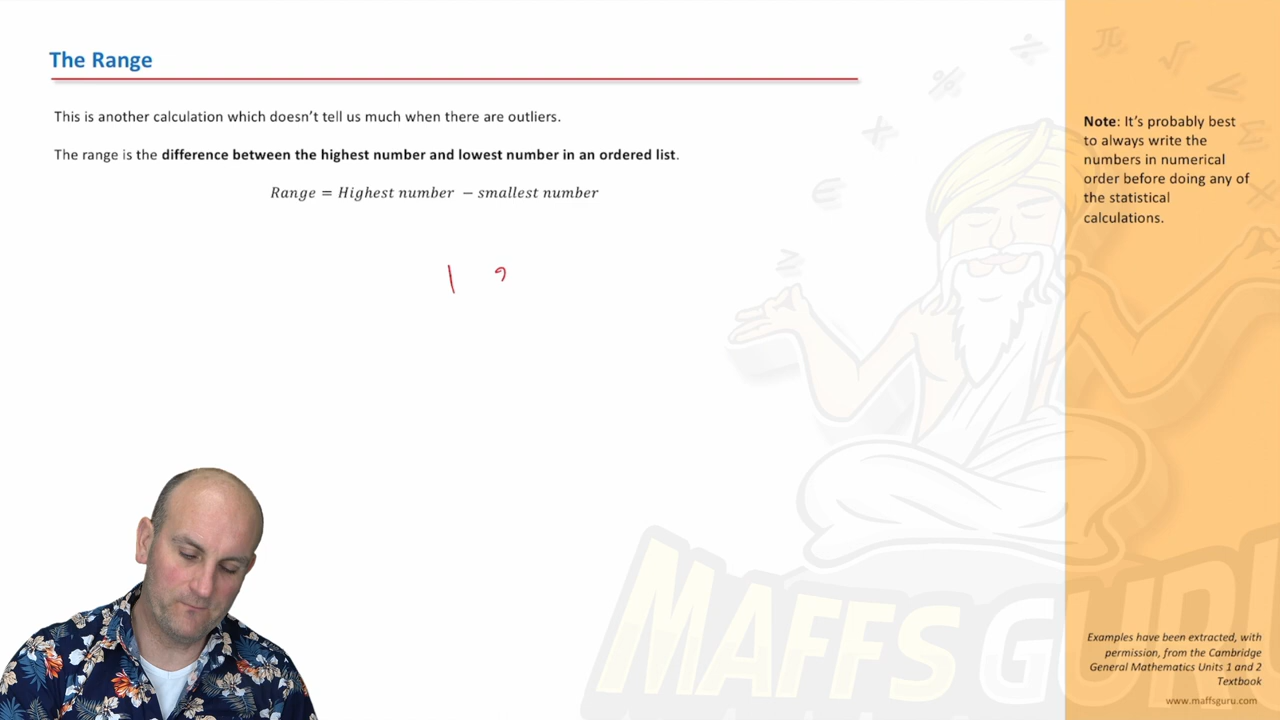 The Range
This is another calculation which doesn't tell us much when there are outliers.
The range is the difference between the highest number and lowest number in an ordered list.
Range = Highest number − smallest number
1
Note: It's probably best
to always write the
numbers in numerical
order before doing any of
the statistical
calculations.
MAFFS GURU
Examples have been extracted, with
permission, from the Cambridge
General Mathematics Units 1 and 2
Textbook
www.maffsguru.com